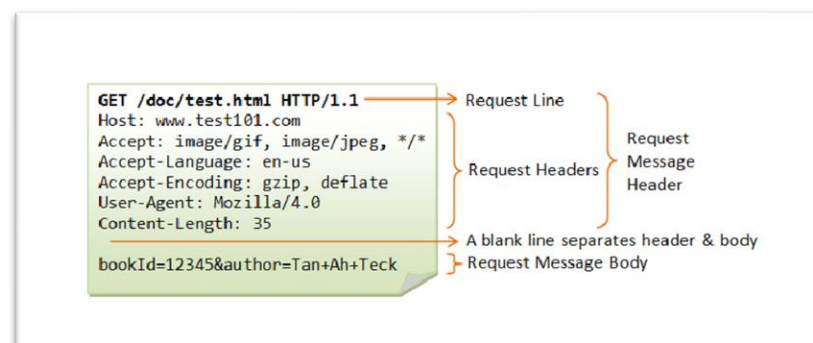 GET /doc/test.html HTTP/1.1
Request Line
Host: www.test101.com
Accept: image/gif, image/jpeg, */*
Accept-Language: en-us
Accept-Encoding: gzip, deflate
User-Agent: Mozilla/4.0
Content-Length: 35
Request Headers
Request
Message
Header
A blank line separates header & body
bookId=12345&author=Tan+Ah+Teck
Request Message Body